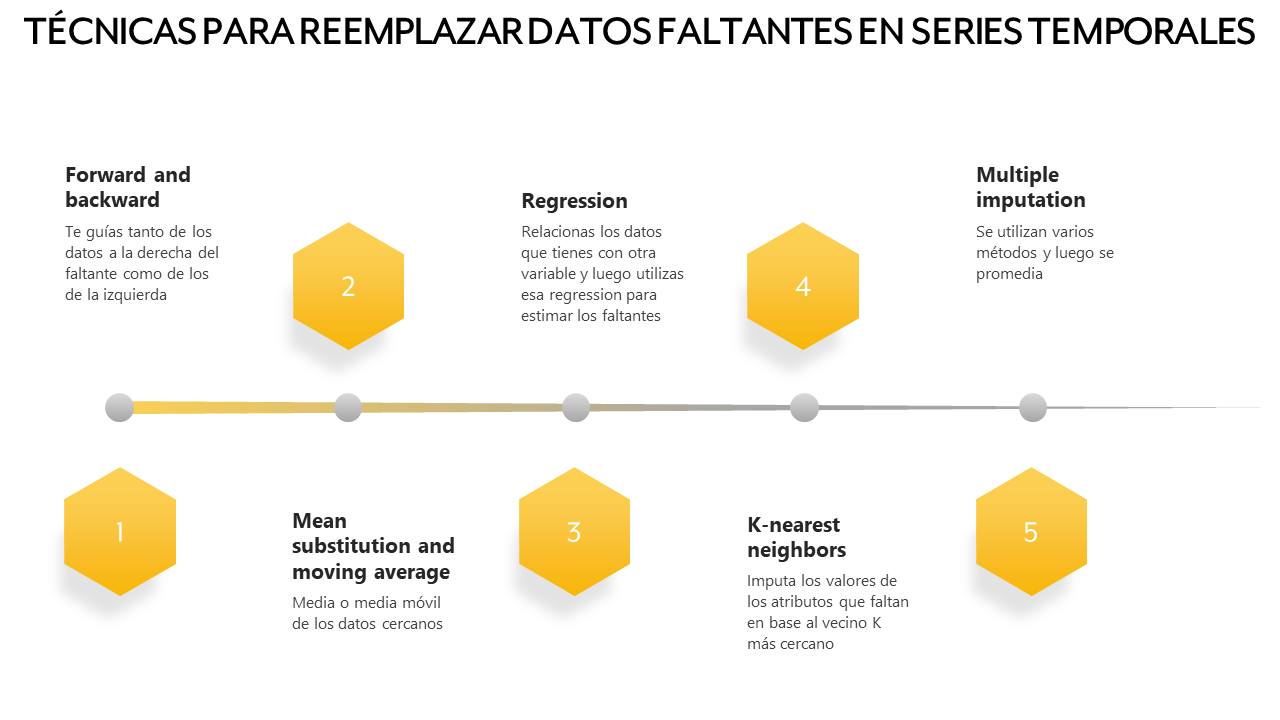 TÉCNICAS PARA REEMPLAZAR DATOS FALTANTES EN SERIES TEMPORALES
Forward and
backward
Te guías tanto de los
datos a la derecha del
faltante como de los
de la izquierda
1
2
Mean
substitution and
moving average
Media o media móvil
de los datos cercanos
Regression
Relacionas los datos
que tienes con otra
variable y luego utilizas
esa regression para
estimar los faltantes
3
4
K-nearest
neighbors
Imputa los valores de
los atributos que faltan
en base al vecino K
más cercano
Multiple
imputation
Se utilizan varios
métodos y luego se
promedia
5